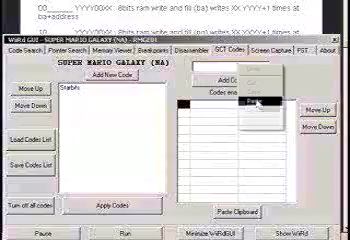 00______ YYYY00XX: 8bits ram write and fill (ba) writes XX YYYY+1 times at
ba+address
WiiRd GUI - SUPER MARIO GALAXY (NA) - RMGE01
Code Search Pointer Search Memory Viewer Breakpoints Disassembler GCT Codes Screen Capture FST About
SUPER MARIO GALAXY (NA)
Add New Code
Starbits
Move Up
Move Down
Load Codes List
Save Codes List
Turn off all codes
Apply Codes
Add Co
Codes ena
Paste
Move Up
Move Down
Paste Clipboard
Pause
Run
Minimize WiiRdGUI
Show WiiRd